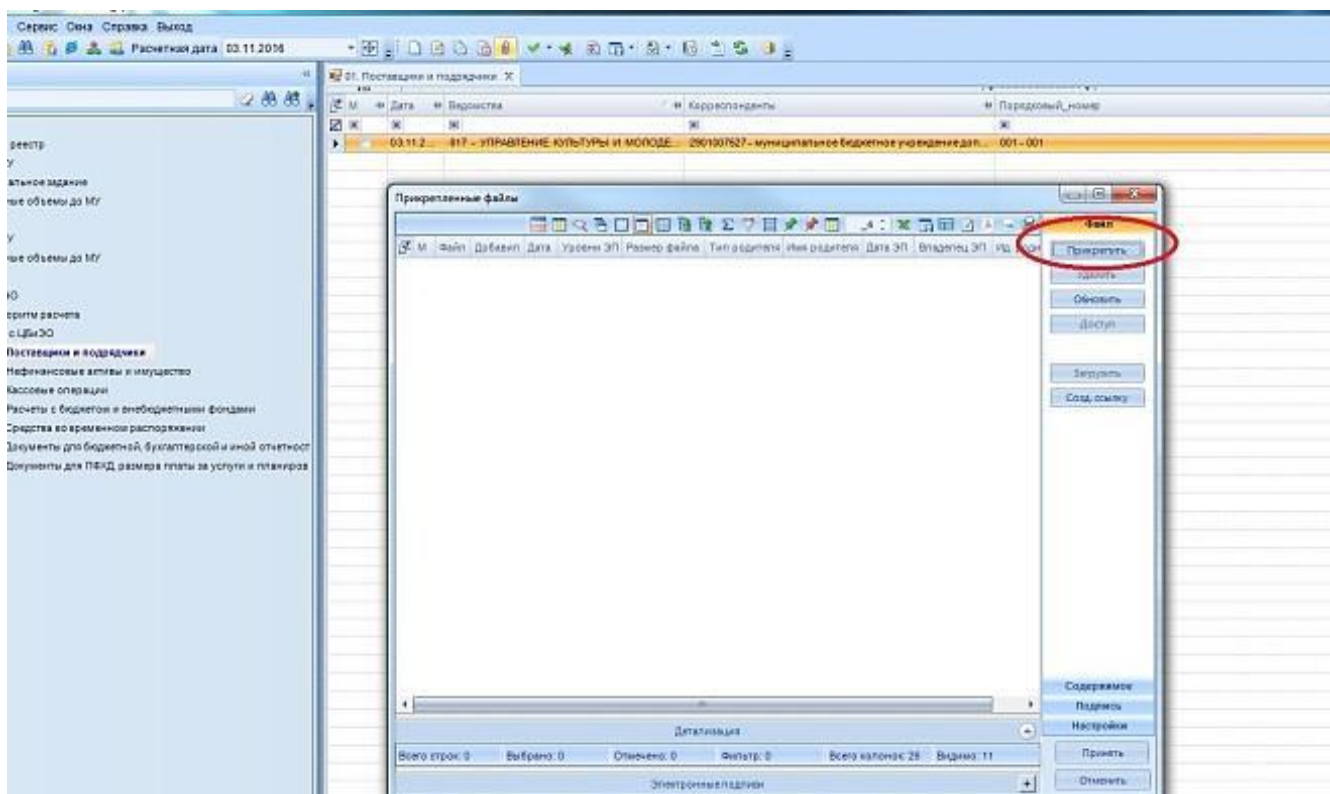 Сервис Окна Справка Выход
Расчетная дата 03.11.2016
01. Поставщики и подрядчики X
М Дата Ведомства Корреспонденты Порядковый_номер
03.11.2... 817 - УПРАВЛЕНИЕ КУЛЬТУРЫ И МОЛОДЕ... 2901007627 - муниципальное бюджетное учреждение доп... 001 - 001
реестр
У
альное задание
ные объемы до МУ
У
ные объемы до МУ
оритм расчета
с ЦБиЭО
Поставщики и подрядчики
Нефинансовые активы и имущество
Кассовые операции
Расчеты с бюджетом и внебюджетными фондами
Средства во временном распоряжении
Документы для бюджетной, бухгалтерской и иной отчетност
Документы для ПФХД, размера платы за услуги и планиров
Прикрепленные файлы
М Файл Добавил Дата Уровени ЭП Размер файла Тип родителя Имя родителя Дата ЭП Владелец ЭП Ид.
Файл
Прикрепить
Удалить
Обновить
Доступ
Загрузить
Созд. ссылку
Содержимое
Подпись
Настройки
Принять
Отменить
Детализация
Всего строк: 0 Выбрано: 0 Отмечено: 0 Фильтр: 0 Всего колонок: 28 Видимо: 11
Электронные подписи